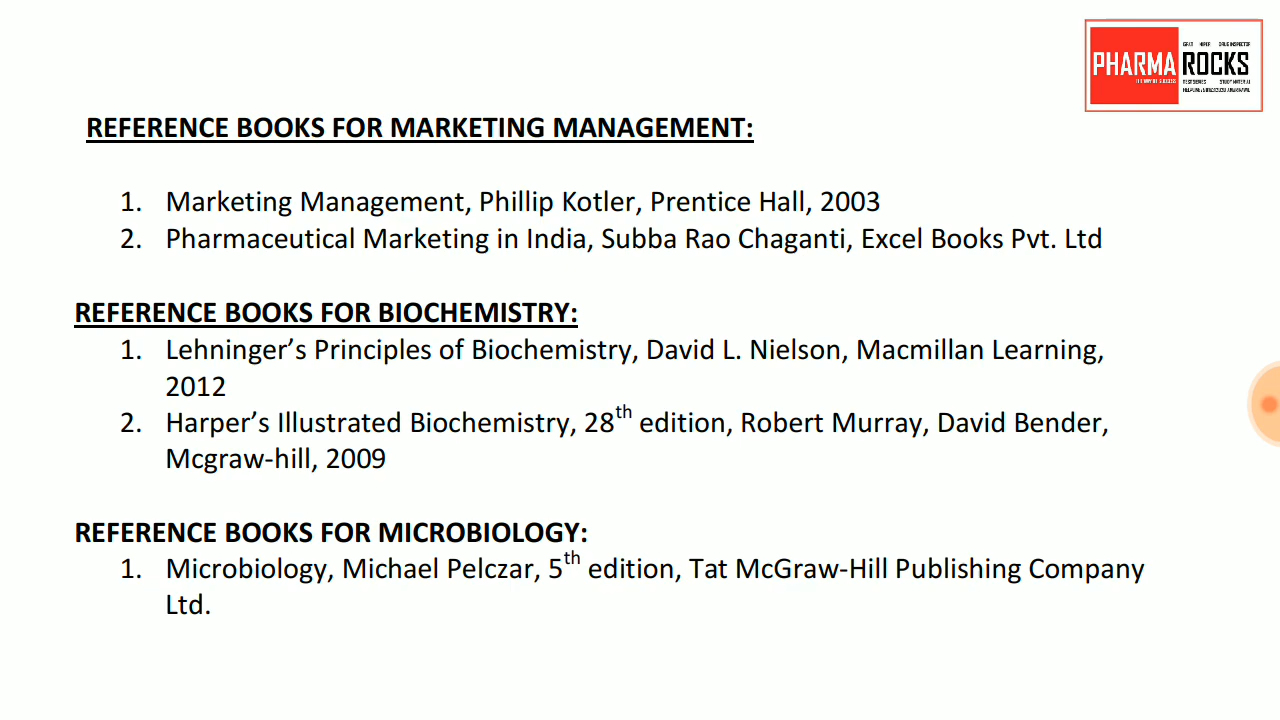 PHARMA ROCKS
REFERENCE BOOKS FOR MARKETING MANAGEMENT:
1. Marketing Management, Phillip Kotler, Prentice Hall, 2003
2. Pharmaceutical Marketing in India, Subba Rao Chaganti, Excel Books Pvt. Ltd
REFERENCE BOOKS FOR BIOCHEMISTRY:
1. Lehninger’s Principles of Biochemistry, David L. Nielson, Macmillan Learning,
2012
2. Harper’s Illustrated Biochemistry, 28th edition, Robert Murray, David Bender,
Mcgraw-hill, 2009
REFERENCE BOOKS FOR MICROBIOLOGY:
1. Microbiology, Michael Pelczar, 5th edition, Tat McGraw-Hill Publishing Company
Ltd.